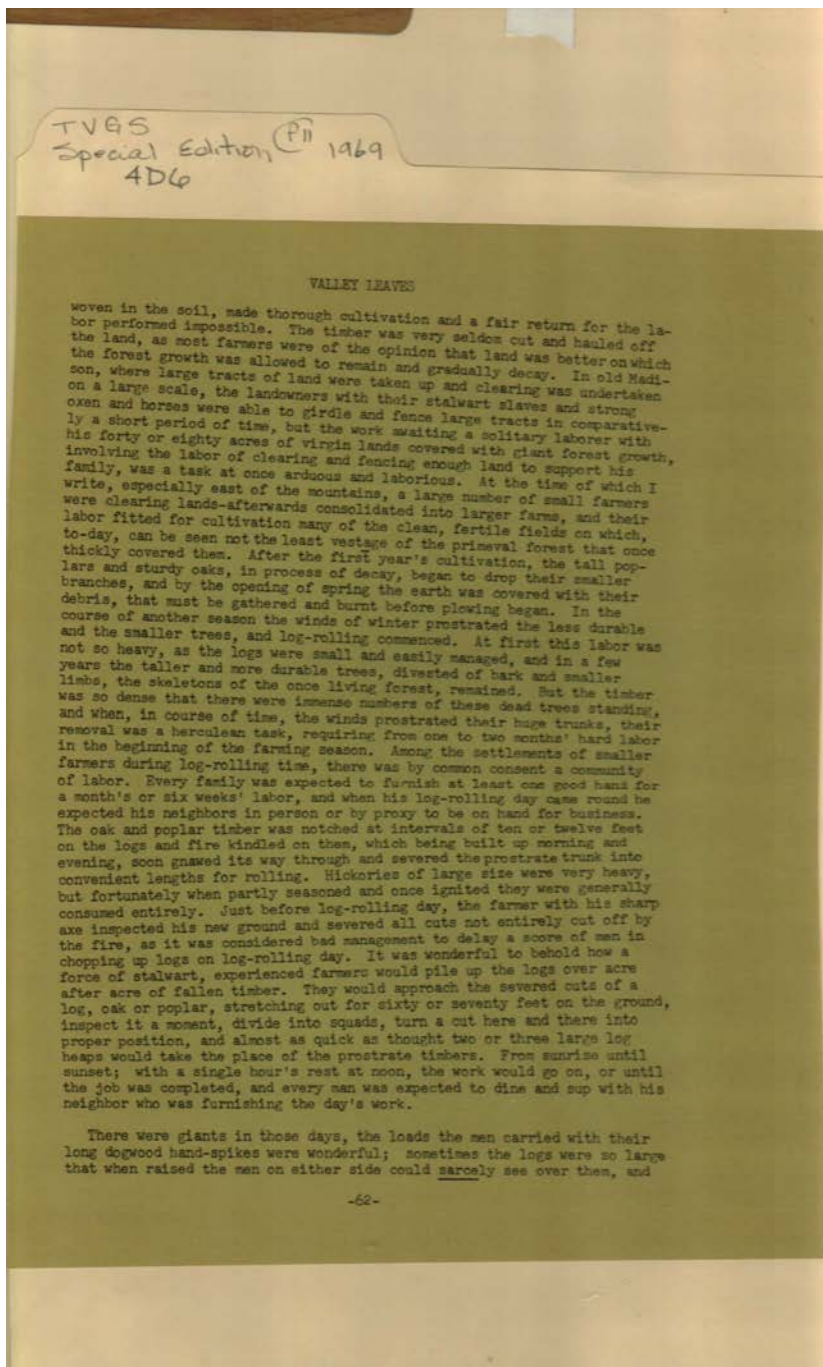 TVGS
Special Edition P11 1969
4D6
VALLEY LEAVES
woven in the soil, made thorough cultivation and a fair return for the la-
bor performed impossible. The timber was very seldom cut and hauled off
the land, as most farmers were of the opinion that land was better on which
the forest growth was allowed to remain and gradually decay. In old Madi-
son, where large tracts of land were taken up and clearing was undertaken
on a large scale, the landowners with their stalwart slaves and strong
oxen and horses were able to girdle and fence large tracts in comparative-
ly a short period of time, but the work awaiting a solitary laborer with
his forty or eighty acres of virgin lands covered with giant forest growth,
involving the labor of clearing and fencing enough land to support his
family, was a task at once arduous and laborious. At the time of which I
write, especially east of the mountains, a large number of small farmers
were clearing lands-afterwards consolidated into larger farms, and their
labor fitted for cultivation many of the clean, fertile fields on which,
to-day, can be seen not the least vestage of the primeval forest that once
thickly covered them. After the first year's cultivation, the tall pop-
lars and sturdy oaks, in process of decay, began to drop their smaller
branches, and by the opening of spring the earth was covered with their
debris, that must be gathered and burnt before plowing began. In the
course of another season the winds of winter prostrated the less durable
and the smaller trees, and log-rolling commenced. At first this labor was
not so heavy, as the logs were small and easily managed, and in a few
years the taller and more durable trees, divested of bark and smaller
limbs, the skeletons of the once living forest, remained. But the timber
was so dense that there were immense numbers of these dead trees standing,
and when, in course of time, the winds prostrated their huge trunks, their
removal was a herculean task, requiring from one to two months' hard labor
in the beginning of the farming season. Among the settlements of smaller
farmers during log-rolling time, there was by common consent a community
of labor. Every family was expected to furnish at least one good hand for
a month's or six weeks' labor, and when his log-rolling day came round he
expected his neighbors in person or by proxy to be on hand for business.
The oak and poplar timber was notched at intervals of ten or twelve feet
on the logs and fire kindled on them, which being built up morning and
evening, soon gnawed its way through and severed the prostrate trunk into
convenient lengths for rolling. Hickories of large size were very heavy,
but fortunately when partly seasoned and once ignited they were generally
consumed entirely. Just before log-rolling day, the farmer with his sharp
axe inspected his new ground and severed all cuts not entirely cut off by
the fire, as it was considered bad management to delay a score of men in
chopping up logs on log-rolling day. It was wonderful to behold how a
force of stalwart, experienced farmers would pile up the logs over acre
after acre of fallen timber. They would approach the severed cuts of a
log, oak or poplar, stretching out for sixty or seventy feet on the ground,
inspect it a moment, divide into squads, turn a cut here and there into
proper position, and almost as quick as thought two or three large log
heaps would take the place of the prostrate timbers. From sunrise until
sunset; with a single hour's rest at noon, the work would go on, or until
the job was completed, and every man was expected to dine and sup with his
neighbor who was furnishing the day's work.
There were giants in those days, the loads the men carried with their
long dogwood hand-spikes were wonderful; sometimes the logs were so large
that when raised the men on either side could sarcely see over them, and
-62-